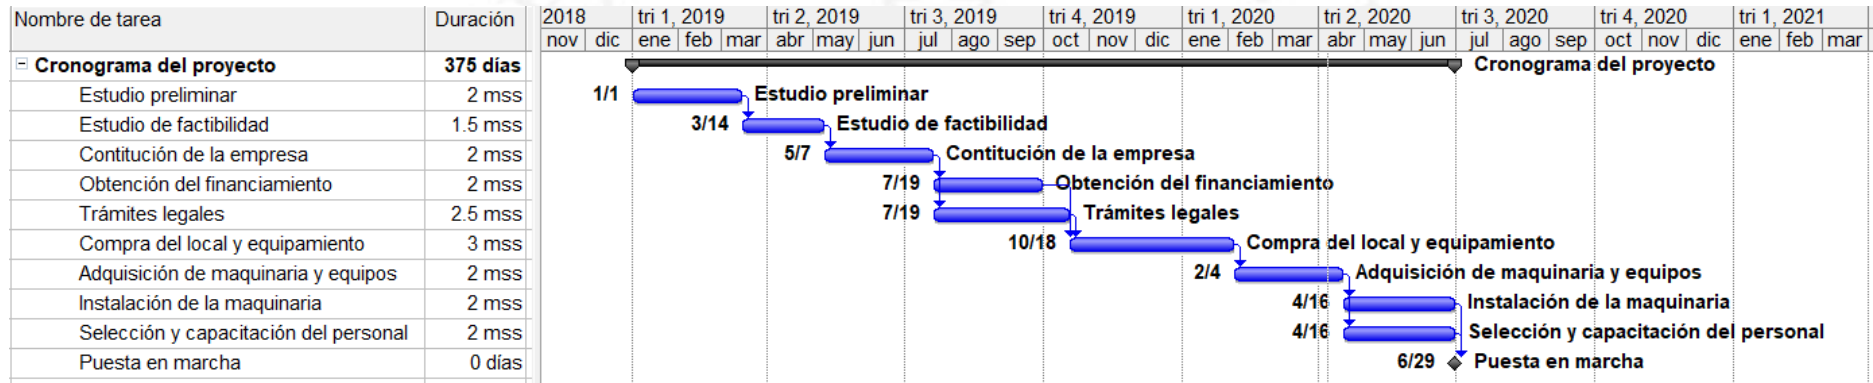 Nombre de tarea Duración 2018 tri 1, 2019 tri 2, 2019 tri 3, 2019 tri 4, 2019 tri 1, 2020 tri 2, 2020 tri 3, 2020 tri 4, 2020 tri 1, 2021
nov dic ene feb mar abr may jun jul ago sep oct nov dic ene feb mar abr may jun jul ago sep oct nov dic ene feb mar
Cronograma del proyecto 375 días Cronograma del proyecto
Estudio preliminar 2 mss 1/1 Estudio preliminar
Estudio de factibilidad 1.5 mss 3/14 Estudio de factibilidad
Contitución de la empresa 2 mss 5/7 Contitución de la empresa
Obtención del financiamiento 2 mss 7/19 Obtención del financiamiento
Trámites legales 2.5 mss 7/19 Trámites legales
Compra del local y equipamiento 3 mss 10/18 Compra del local y equipamiento
Adquisición de maquinaria y equipos 2 mss 2/4 Adquisición de maquinaria y equipos
Instalación de la maquinaria 2 mss 4/16 Instalación de la maquinaria
Selección y capacitación del personal 2 mss 4/16 Selección y capacitación del personal
Puesta en marcha 0 días 6/29 Puesta en marcha